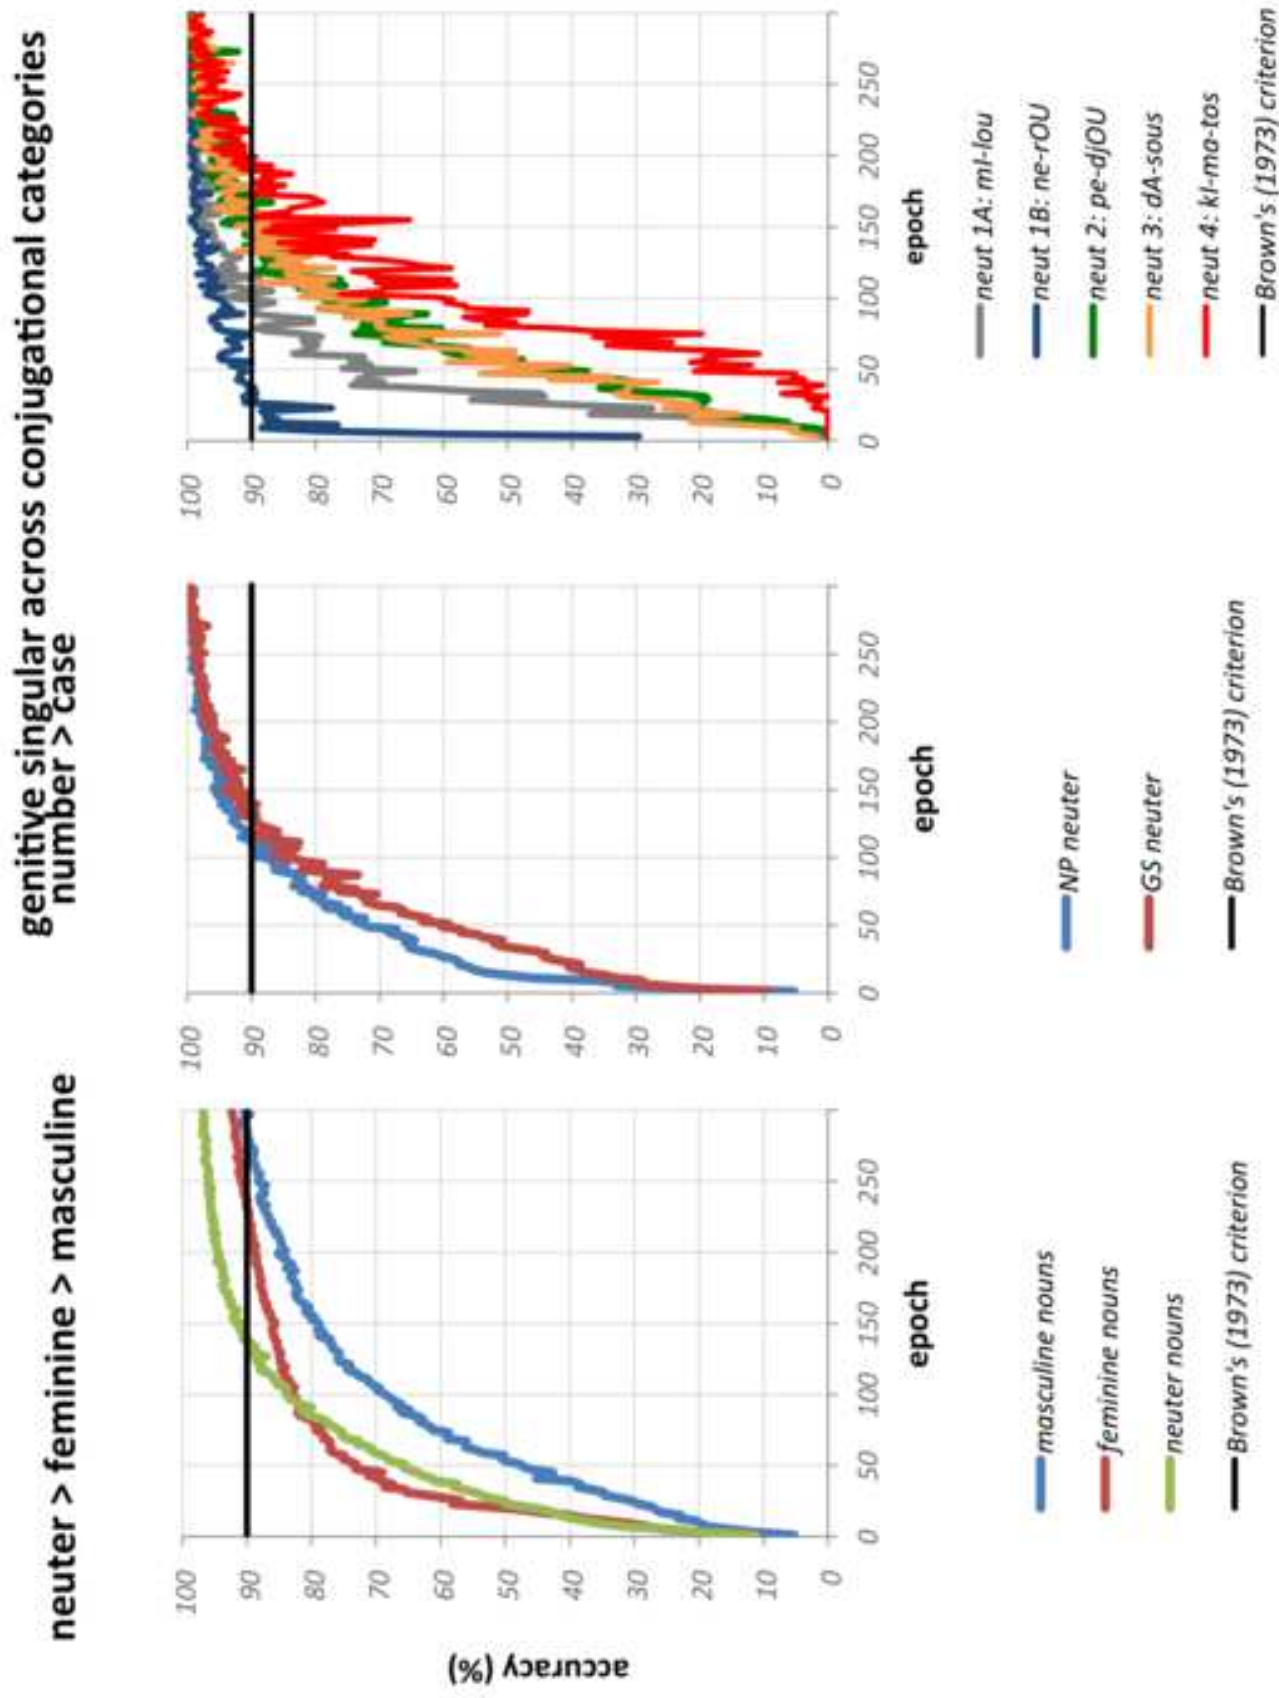 genitive singular across conjugational categories
neuter > feminine > masculine
number > case
accuracy (%)
100
90
80
70
60
50
40
30
20
10
0
0 50 100 150 200 250
epoch
masculine nouns
feminine nouns
neuter nouns
Brown's (1973) criterion
100
90
80
70
60
50
40
30
20
10
0
0 50 100 150 200 250
epoch
NP neuter
GS neuter
Brown's (1973) criterion
100
90
80
70
60
50
40
30
20
10
0
0 50 100 150 200 250
epoch
neut 1A: mI-lou
neut 1B: ne-rOU
neut 2: pe-djOU
neut 3: dA-sous
neut 4: kI-ma-tos
Brown's (1973) criterion